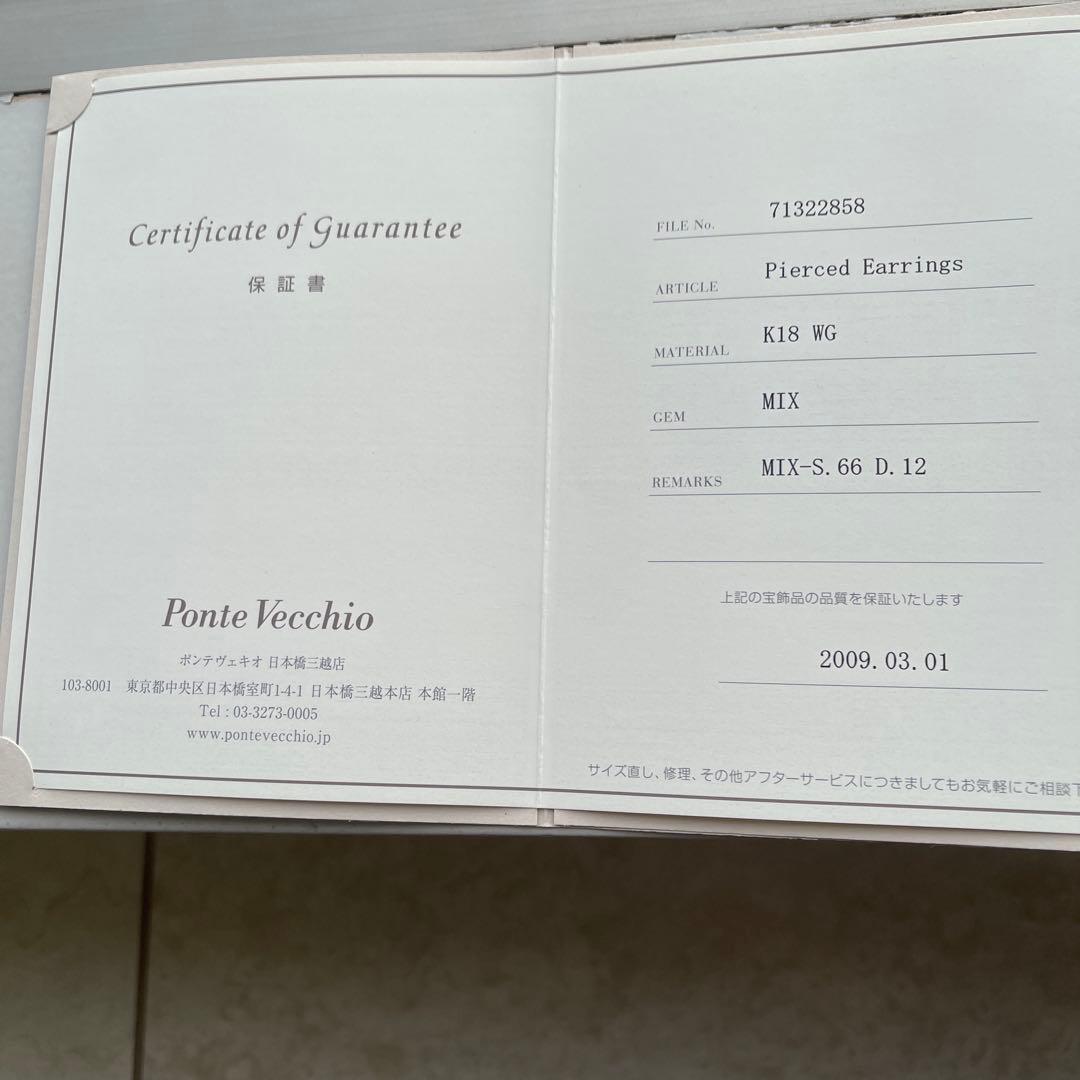 Certificate of Guarantee
保証書
Ponte Vecchio
ポンテヴェキオ 日本橋三越店
103-8001 東京都中央区日本橋室町1-4-1 日本橋三越本店 本館一階
Tel : 03-3273-0005
www.pontevecchio.jp
FILE No. 71322858
ARTICLE Pierced Earrings
MATERIAL K18 WG
GEM MIX
REMARKS MIX-S.66 D.12
上記の宝飾品の品質を保証いたします
2009.03.01
サイズ直し、修理、その他アフターサービスにつきましてもお気軽にご相談下